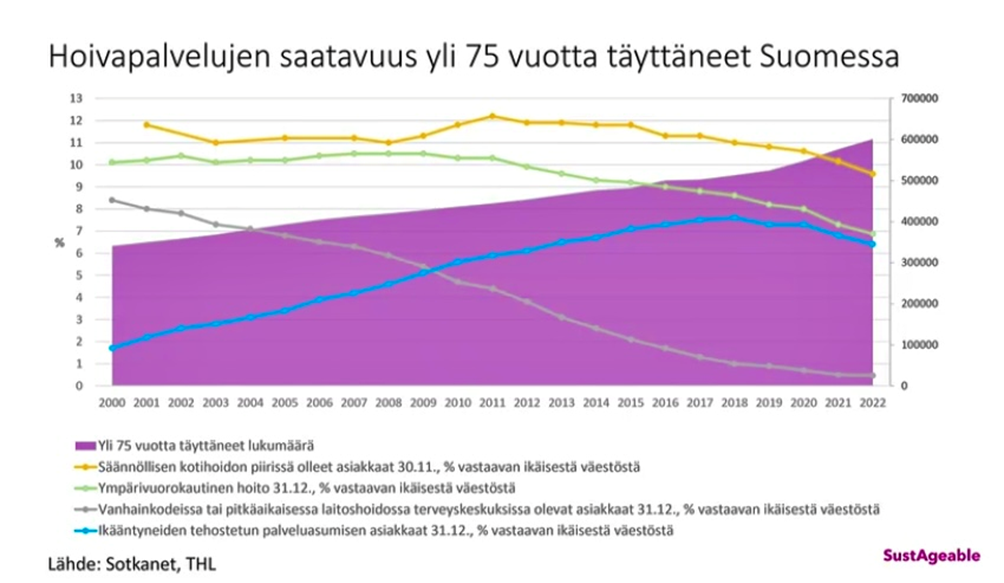 Hoivapalvelujen saatavuus yli 75 vuotta täyttäneet Suomessa
13
12
11
10
9
8
7
6
5
4
3
2
1
0
%
700000
600000
500000
400000
300000
200000
100000
0
2000 2001 2002 2003 2004 2005 2006 2007 2008 2009 2010 2011 2012 2013 2014 2015 2016 2017 2018 2019 2020 2021 2022
Yli 75 vuotta täyttäneet lukumäärä
Säännöllisen kotihoidon piirissä olleet asiakkaat 30.11., % vastaavan ikäisestä väestöstä
Ympärivuorokautinen hoito 31.12., % vastaavan ikäisestä väestöstä
Vanhainkodeissa tai pitkäaikaisessa laitoshoidossa terveyskeskuksissa olevat asiakkaat 31.12., % vastaavan ikäisestä väestöstä
Ikääntyneiden tehostetun palveluasumisen asiakkaat 31.12., % vastaavan ikäisestä väestöstä
Lähde: Sotkanet, THL
SustAgeable